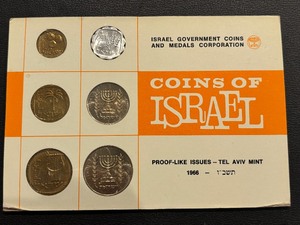 ISRAEL GOVERNMENT COINS
AND MEDALS CORPORATION
COINS OF
ISRAEL
PROOF-LIKE ISSUES – TEL AVIV MINT
1966 – תשכ"ו